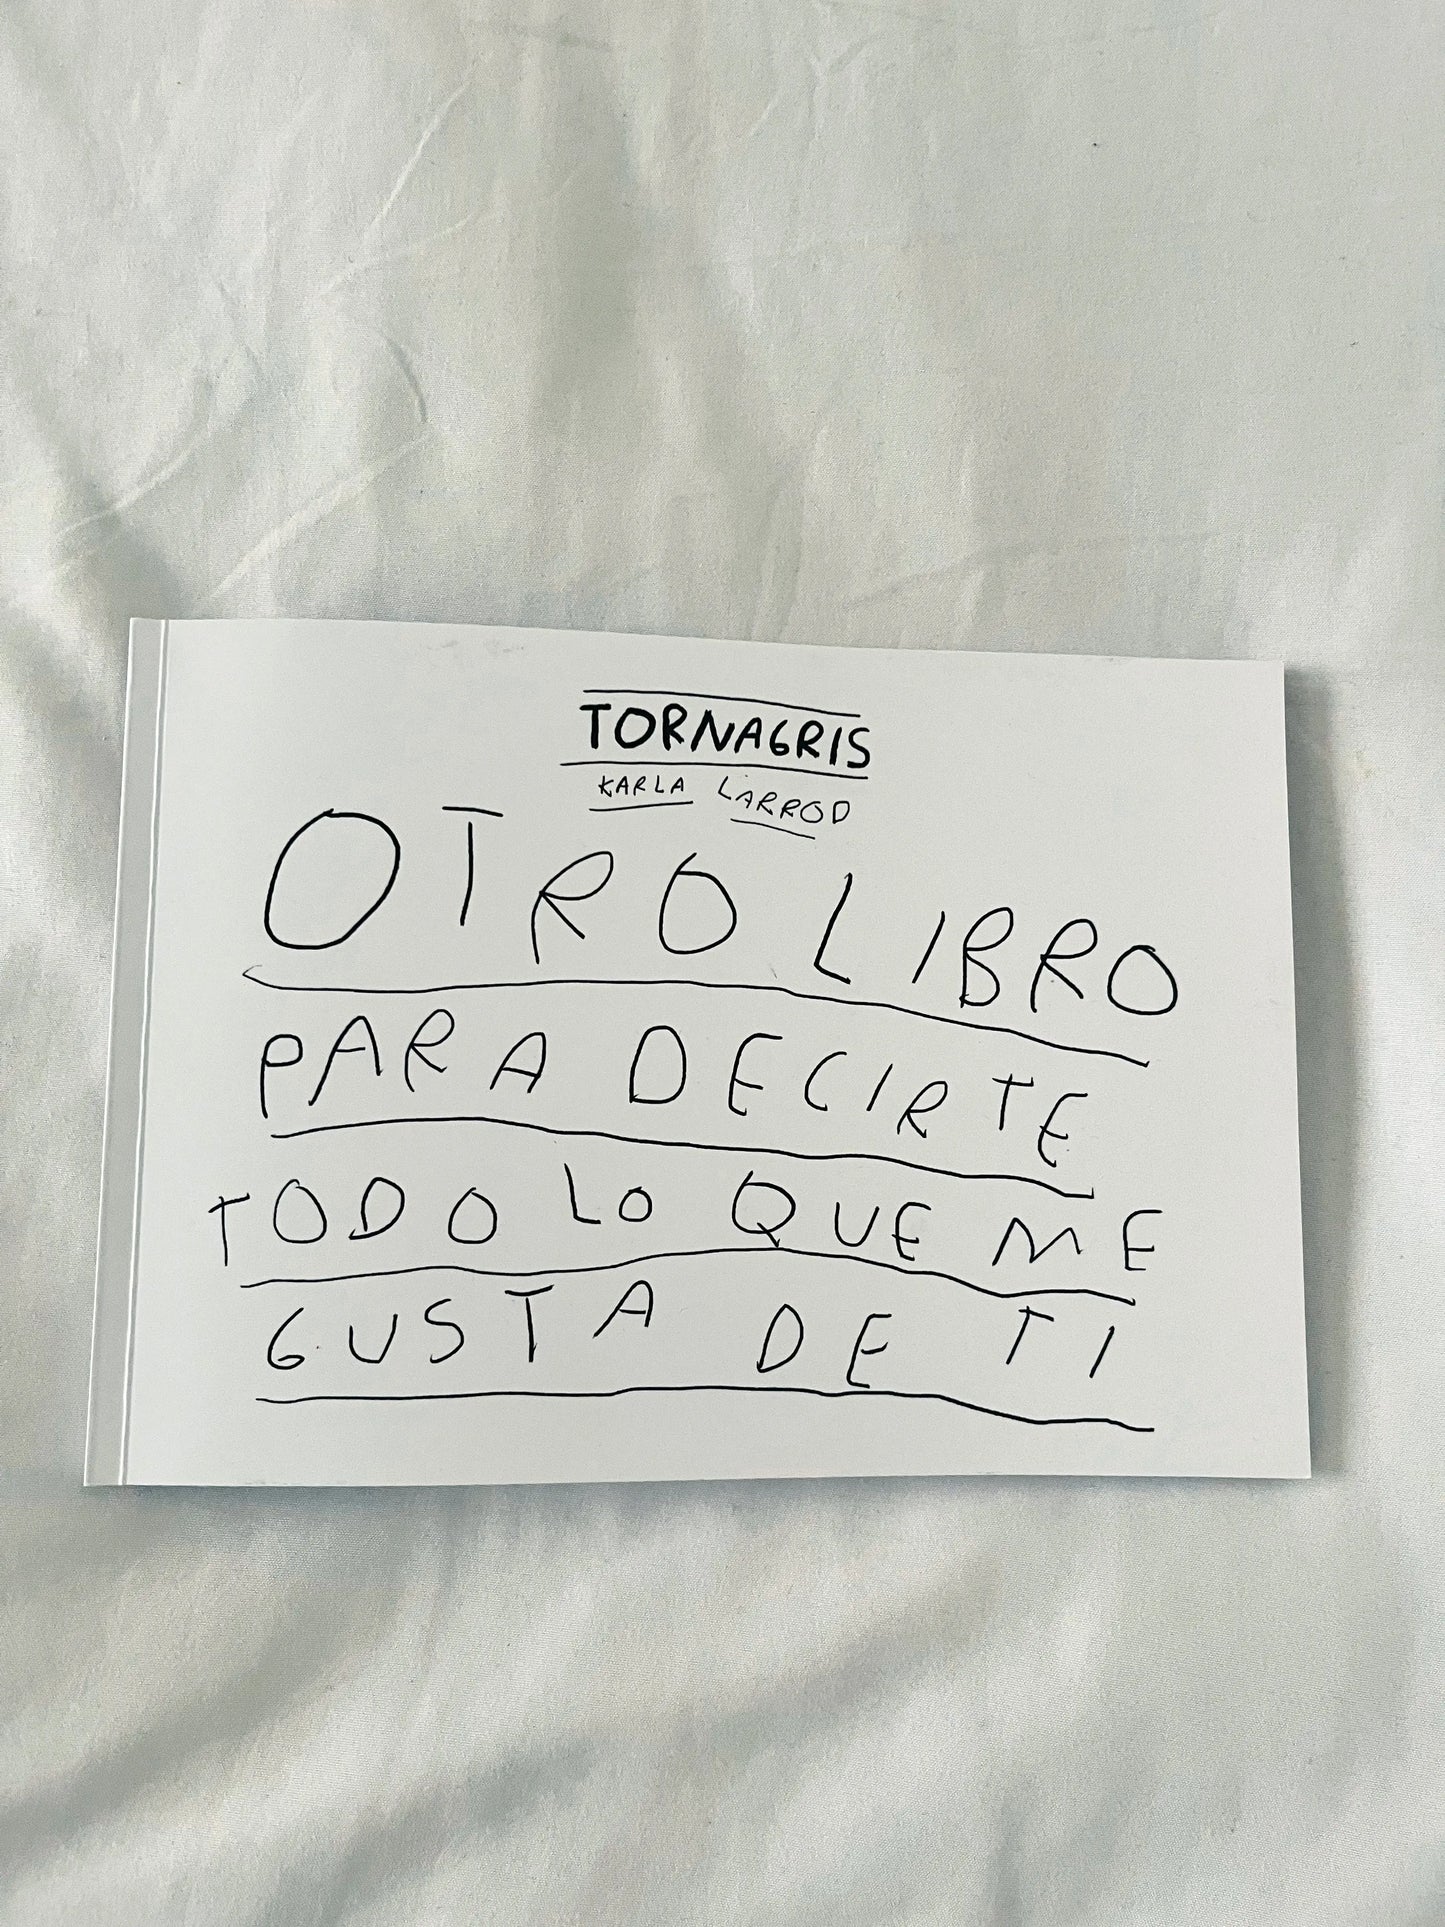 TORNAGRIS
KARLA LARROD
OTRO LIBRO
PARA DECIRTE
TODO LO QUE ME
GUSTA DE TI